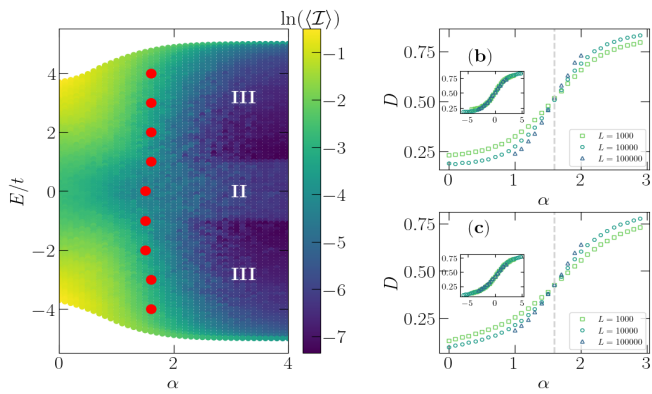 ln(⟨𝓘⟩)
4
2
0
−2
−4
E/t
III
II
III
0
2
4
α
−1
−2
−3
−4
−5
−6
−7
(b)
0.75
0.50
0.25
D
0.75
0.50
0.25
−5
0
5
L = 1000
L = 10000
L = 100000
0
1
2
3
α
(c)
0.75
0.50
0.25
D
0.75
0.50
0.25
−5
0
5
L = 1000
L = 10000
L = 100000
0
1
2
3
α